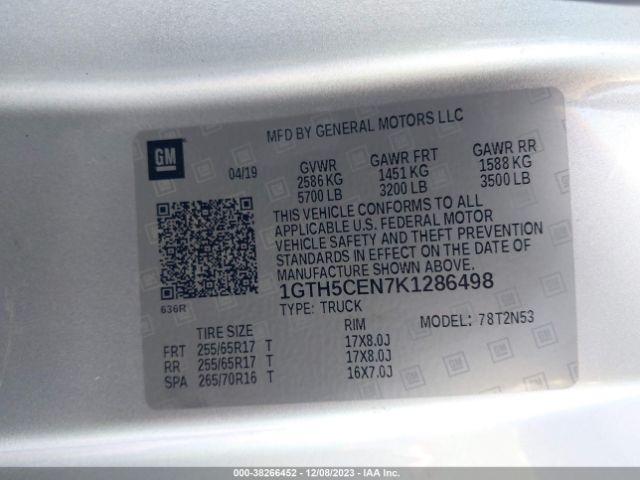 MFD BY GENERAL MOTORS LLC
GM
04/19
GVWR GAWR FRT GAWR RR
2586 KG 1451 KG 1588 KG
5700 LB 3200 LB 3500 LB
THIS VEHICLE CONFORMS TO ALL
APPLICABLE U.S. FEDERAL MOTOR
VEHICLE SAFETY AND THEFT PREVENTION
STANDARDS IN EFFECT ON THE DATE OF
MANUFACTURE SHOWN ABOVE.
1GTH5CEN7K1286498
636R
TYPE: TRUCK MODEL: 78T2N53
TIRE SIZE RIM
FRT 255/65R17 T 17X8.0J
RR 255/65R17 T 17X8.0J
SPA 265/70R16 T 16X7.0J
000-38266452 - 12/08/2023 - IAA Inc.